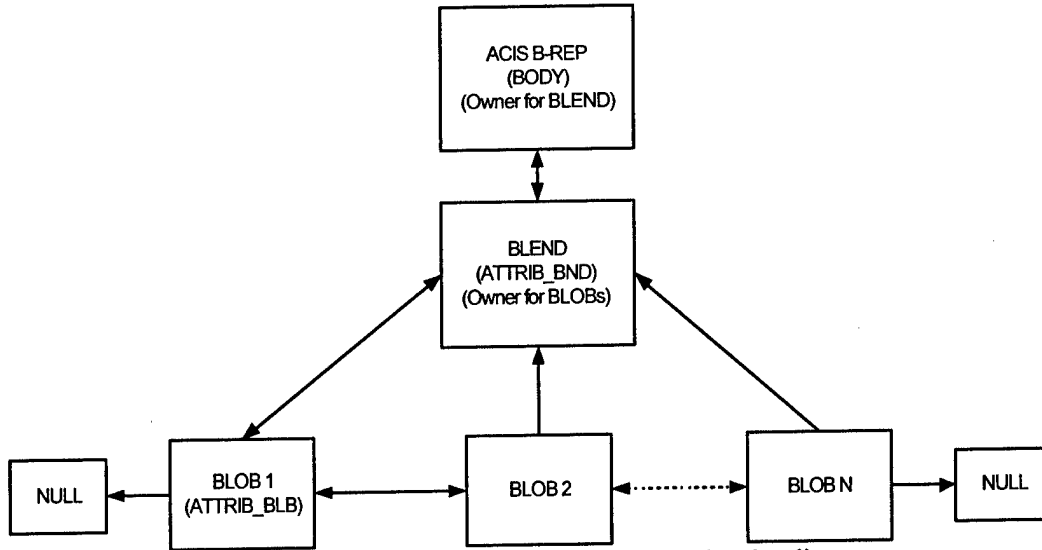 ACIS B-REP
(BODY)
(Owner for BLEND)
BLEND
(ATTRIB_BND)
(Owner for BLOBs)
NULL
BLOB 1
(ATTRIB_BLB)
BLOB 2
BLOB N
NULL